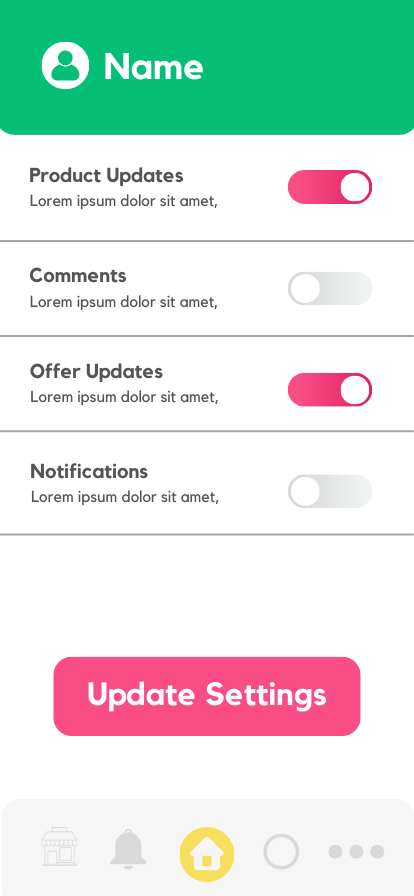 Name
Product Updates
Lorem ipsum dolor sit amet,
Comments
Lorem ipsum dolor sit amet,
Offer Updates
Lorem ipsum dolor sit amet,
Notifications
Lorem ipsum dolor sit amet,
Update Settings